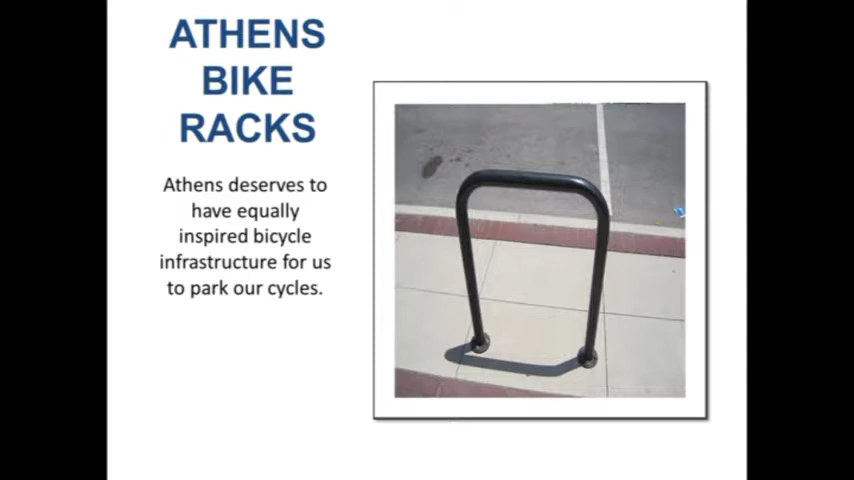 ATHENS
BIKE
RACKS
Athens deserves to
have equally
inspired bicycle
infrastructure for us
to park our cycles.